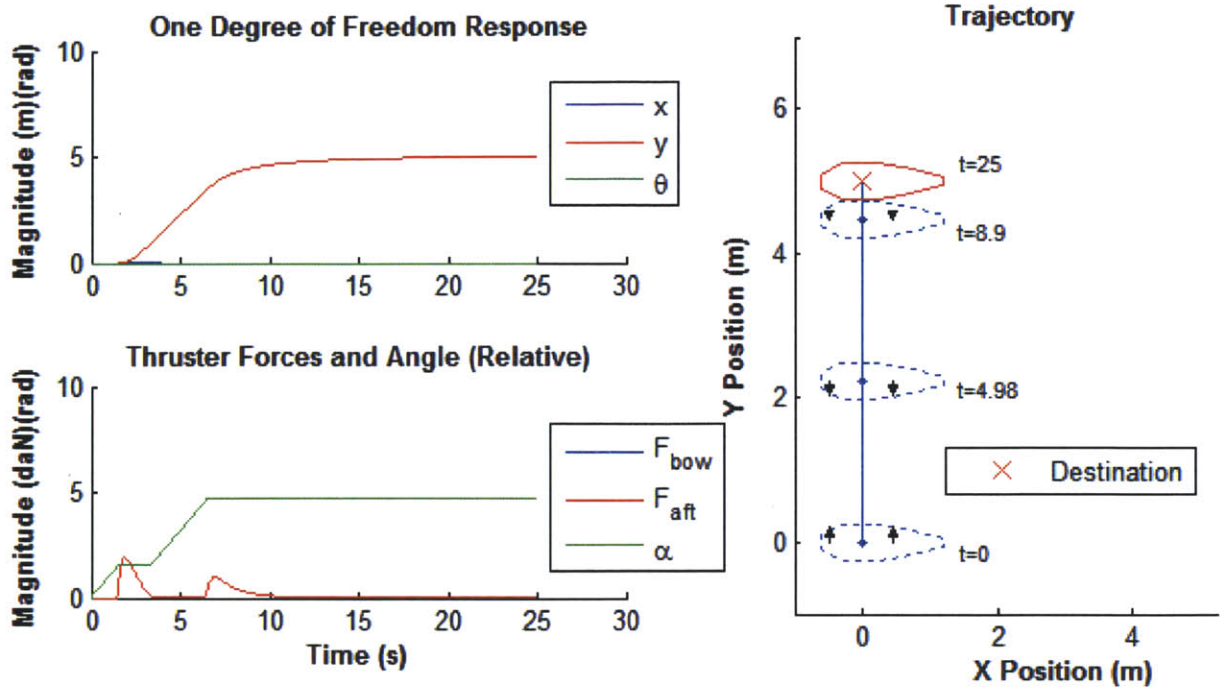 One Degree of Freedom Response
Magnitude (m)(rad)
10
5
0
0 5 10 15 20 25 30
x
y
θ
Thruster Forces and Angle (Relative)
Magnitude (daN)(rad)
10
5
0
0 5 10 15 20 25 30
Time (s)
F_bow
F_aft
α
Trajectory
Y Position (m)
6
4
2
0
t=25
t=8.9
t=4.98
t=0
Destination
0 2 4
X Position (m)